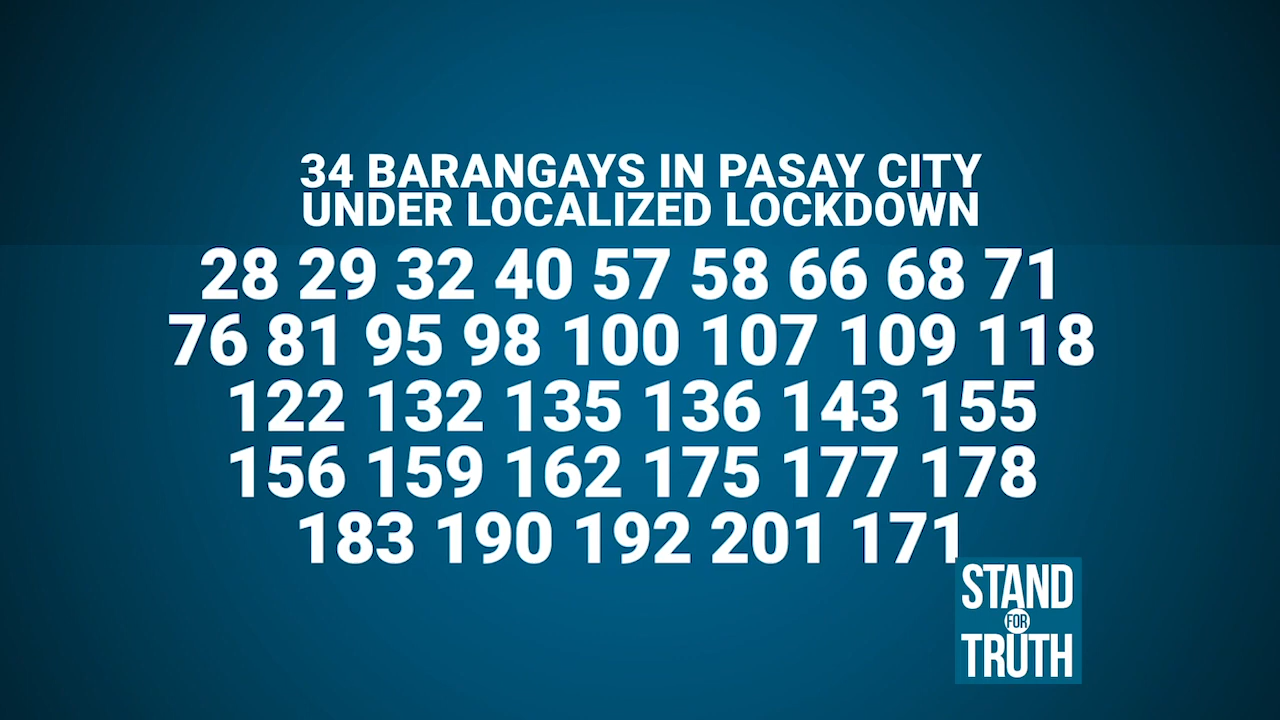 34 BARANGAYS IN PASAY CITY
UNDER LOCALIZED LOCKDOWN
28 29 32 40 57 58 66 68 71
76 81 95 98 100 107 109 118
122 132 135 136 143 155
156 159 162 175 177 178
183 190 192 201 171
STAND
FOR
TRUTH